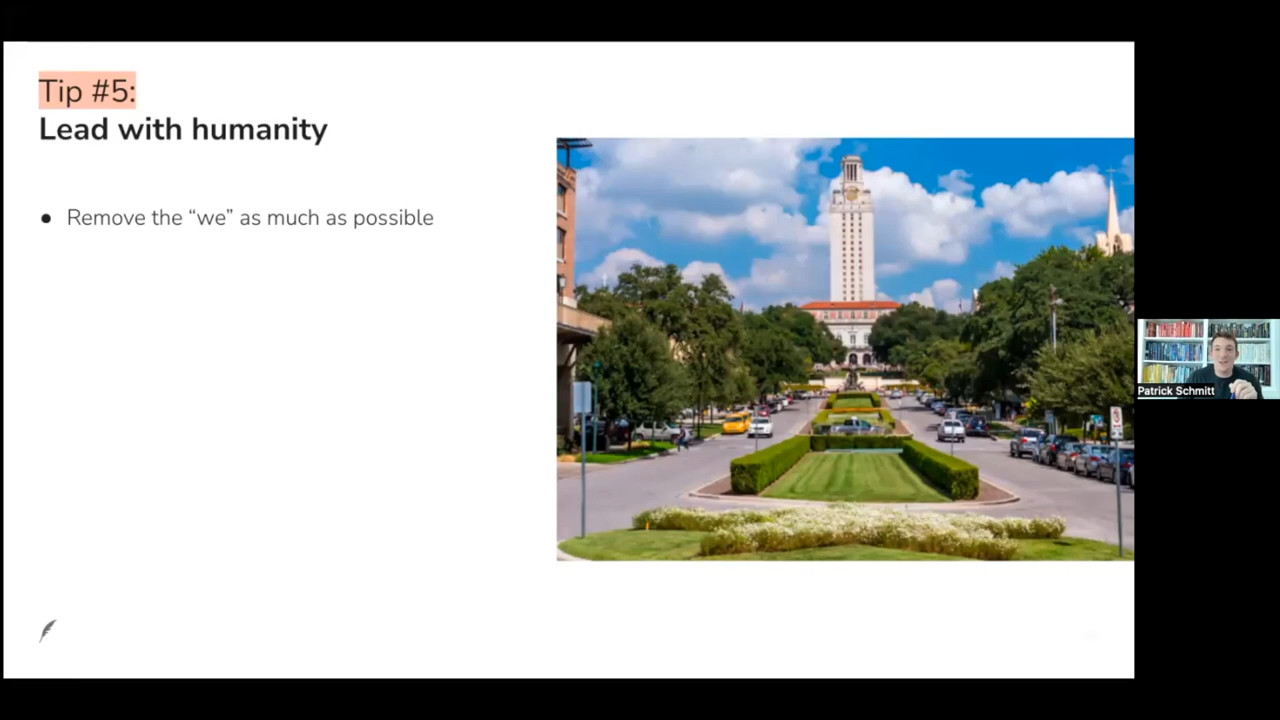 Tip #5:
Lead with humanity
● Remove the “we” as much as possible
Patrick Schmitt